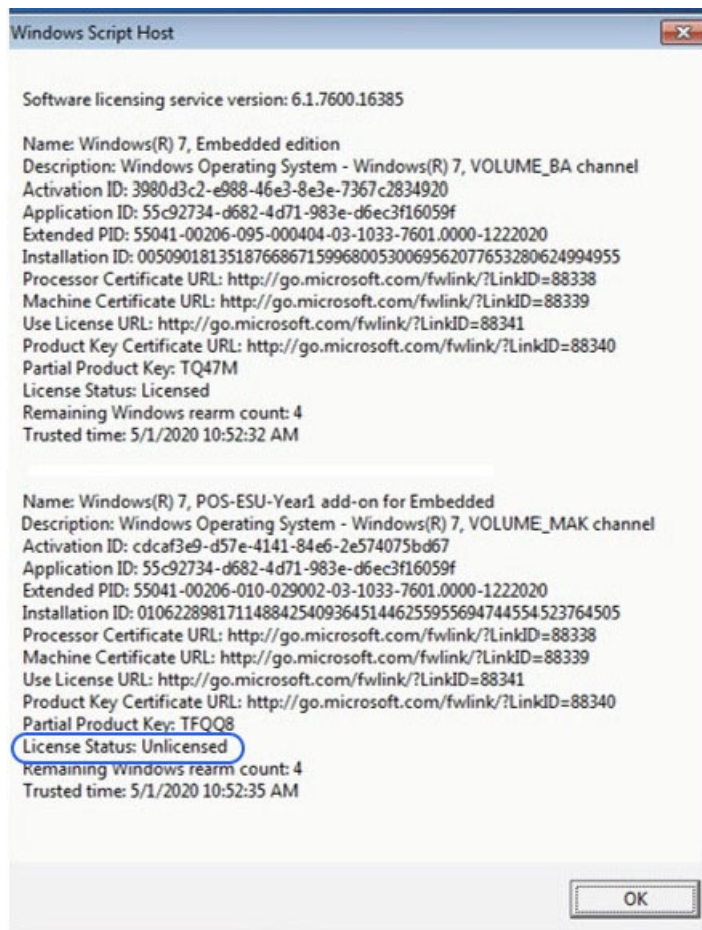 Windows Script Host
Software licensing service version: 6.1.7600.16385
Name: Windows(R) 7, Embedded edition
Description: Windows Operating System - Windows(R) 7, VOLUME_BA channel
Activation ID: 3980d3c2-e988-46e3-8e3e-7367c2834920
Application ID: 55c92734-d682-4d71-983e-d6ec3f16059f
Extended PID: 55041-00206-095-000404-03-1033-7601.0000-1222020
Installation ID: 005090181351876686715996800530069562077653280624994955
Processor Certificate URL: http://go.microsoft.com/fwlink/?LinkID=88338
Machine Certificate URL: http://go.microsoft.com/fwlink/?LinkID=88339
Use License URL: http://go.microsoft.com/fwlink/?LinkID=88341
Product Key Certificate URL: http://go.microsoft.com/fwlink/?LinkID=88340
Partial Product Key: TQ47M
License Status: Licensed
Remaining Windows rearm count: 4
Trusted time: 5/1/2020 10:52:32 AM
Name: Windows(R) 7, POS-ESU-Year1 add-on for Embedded
Description: Windows Operating System - Windows(R) 7, VOLUME_MAK channel
Activation ID: cdcaf3e9-d57e-4141-84e6-2e574075bd67
Application ID: 55c92734-d682-4d71-983e-d6ec3f16059f
Extended PID: 55041-00206-010-029002-03-1033-7601.0000-1222020
Installation ID: 010622898171148842540936451446255955694744554523764505
Processor Certificate URL: http://go.microsoft.com/fwlink/?LinkID=88338
Machine Certificate URL: http://go.microsoft.com/fwlink/?LinkID=88339
Use License URL: http://go.microsoft.com/fwlink/?LinkID=88341
Product Key Certificate URL: http://go.microsoft.com/fwlink/?LinkID=88340
Partial Product Key: TFQQ8
License Status: Unlicensed
Remaining Windows rearm count: 4
Trusted time: 5/1/2020 10:52:35 AM
OK